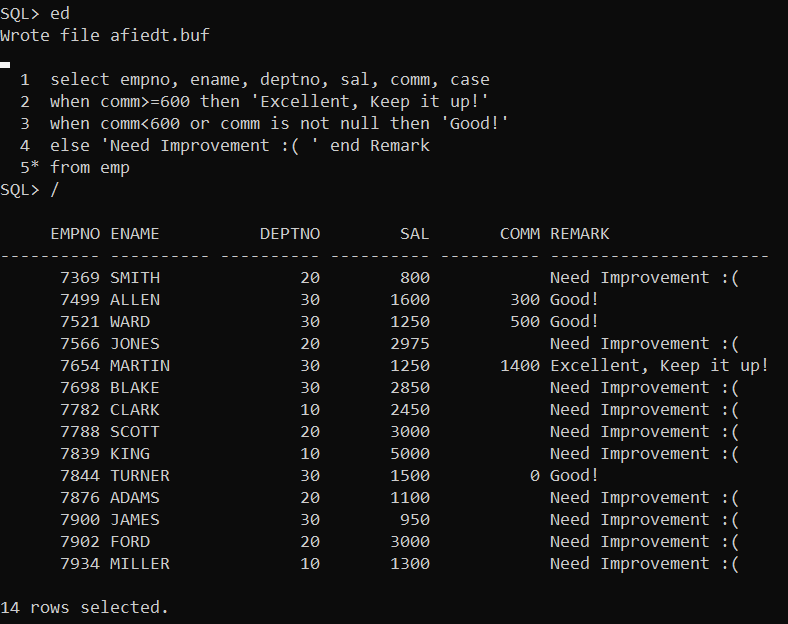 SQL> ed
Wrote file afiedt.buf
1 select empno, ename, deptno, sal, comm, case
2 when comm>=600 then 'Excellent, Keep it up!'
3 when comm<600 or comm is not null then 'Good!'
4 else 'Need Improvement :( ' end Remark
5* from emp
SQL> /
EMPNO ENAME DEPTNO SAL COMM REMARK
---------- ---------- ---------- ---------- ---------- ----------------------
7369 SMITH 20 800 Need Improvement :(
7499 ALLEN 30 1600 300 Good!
7521 WARD 30 1250 500 Good!
7566 JONES 20 2975 Need Improvement :(
7654 MARTIN 30 1250 1400 Excellent, Keep it up!
7698 BLAKE 30 2850 Need Improvement :(
7782 CLARK 10 2450 Need Improvement :(
7788 SCOTT 20 3000 Need Improvement :(
7839 KING 10 5000 Need Improvement :(
7844 TURNER 30 1500 0 Good!
7876 ADAMS 20 1100 Need Improvement :(
7900 JAMES 30 950 Need Improvement :(
7902 FORD 20 3000 Need Improvement :(
7934 MILLER 10 1300 Need Improvement :(
14 rows selected.